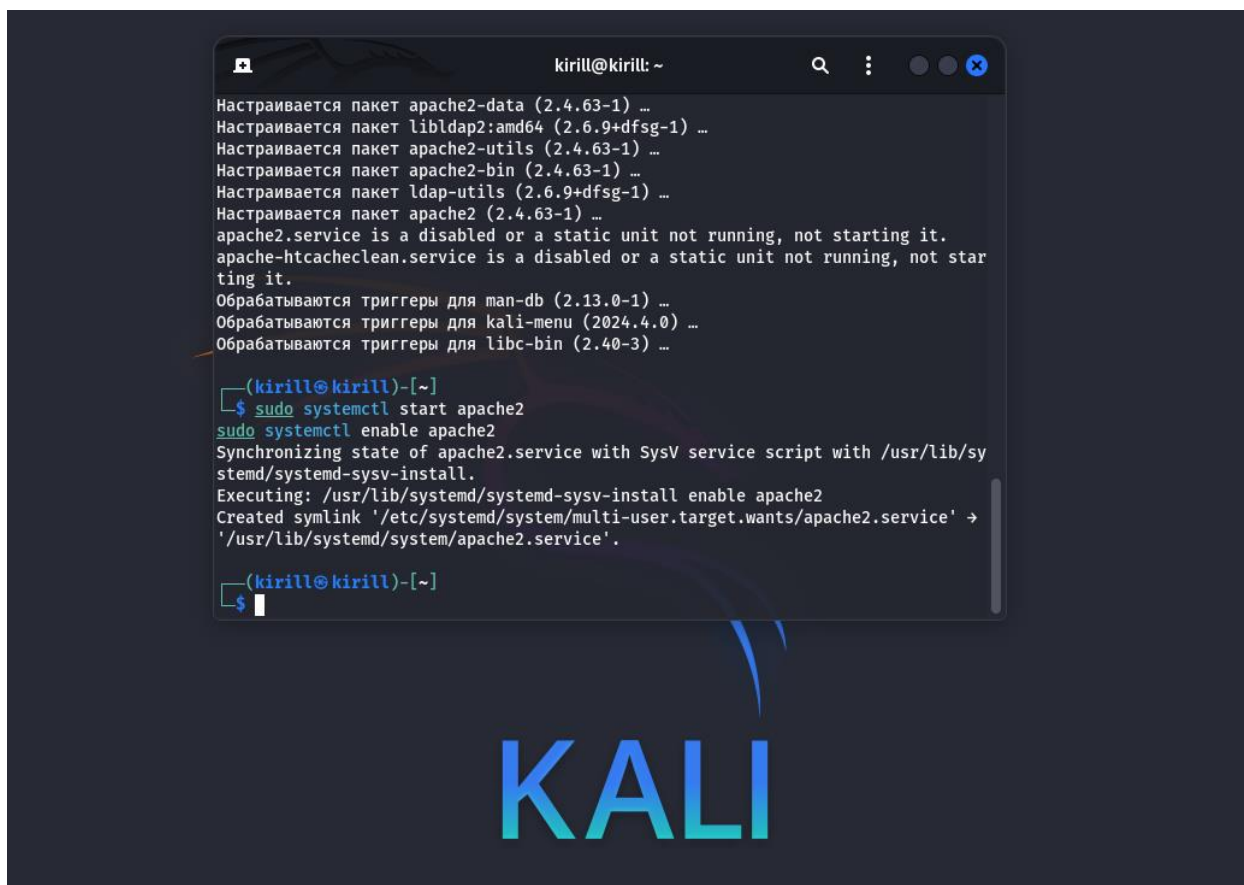 kirill@kirill: ~
Настраивается пакет apache2-data (2.4.63-1) …
Настраивается пакет libldap2:amd64 (2.6.9+dfsg-1) …
Настраивается пакет apache2-utils (2.4.63-1) …
Настраивается пакет apache2-bin (2.4.63-1) …
Настраивается пакет ldap-utils (2.6.9+dfsg-1) …
Настраивается пакет apache2 (2.4.63-1) …
apache2.service is a disabled or a static unit not running, not starting it.
apache-htcacheclean.service is a disabled or a static unit not running, not star
ting it.
Обрабатываются триггеры для man-db (2.13.0-1) …
Обрабатываются триггеры для kali-menu (2024.4.0) …
Обрабатываются триггеры для libc-bin (2.40-3) …
┌──(kirill㉿kirill)-[~]
└─$ sudo systemctl start apache2
sudo systemctl enable apache2
Synchronizing state of apache2.service with SysV service script with /usr/lib/sy
stemd/systemd-sysv-install.
Executing: /usr/lib/systemd/systemd-sysv-install enable apache2
Created symlink '/etc/systemd/system/multi-user.target.wants/apache2.service' →
'/usr/lib/systemd/system/apache2.service'.
┌──(kirill㉿kirill)-[~]
└─$
KALI